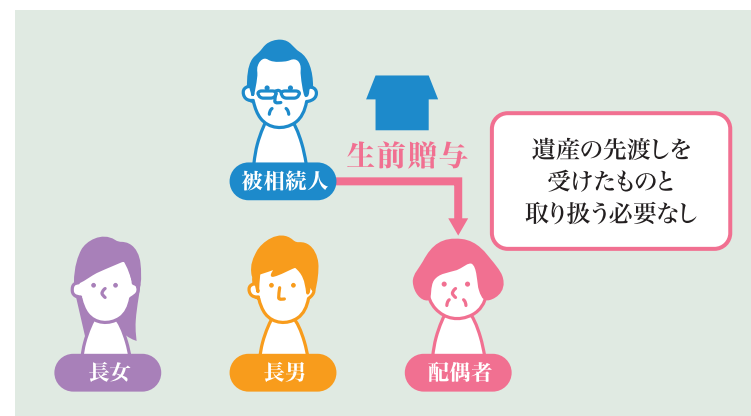 生前贈与
被相続人
遺産の先渡しを
受けたものと
取り扱う必要なし
長女
長男
配偶者